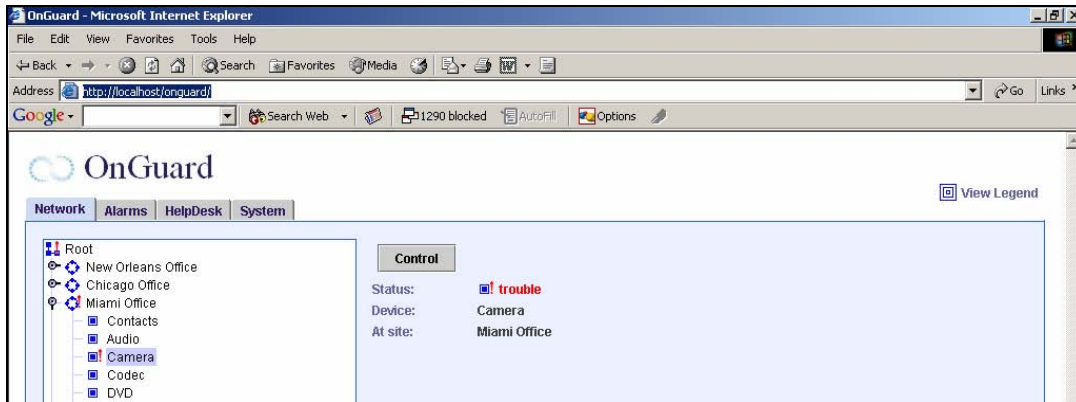 OnGuard - Microsoft Internet Explorer
File Edit View Favorites Tools Help
Back Search Favorites Media
Address http://localhost/onguard/ Go Links
Google Search Web 1290 blocked AutoFill Options
OnGuard
View Legend
Network Alarms HelpDesk System
Root
New Orleans Office
Chicago Office
Miami Office
Contacts
Audio
Camera
Codec
DVD
Control
Status: trouble
Device: Camera
At site: Miami Office